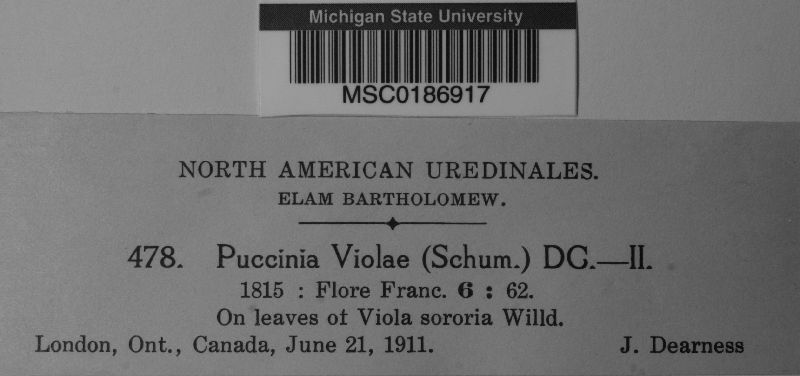 Michigan State University
MSC0186917
NORTH AMERICAN UREDINALES.
ELAM BARTHOLOMEW.
478. Puccinia Violae (Schum.) DC.—II.
1815 : Flore Franc. 6 : 62.
On leaves of Viola sororia Willd.
London, Ont., Canada, June 21, 1911. J. Dearness